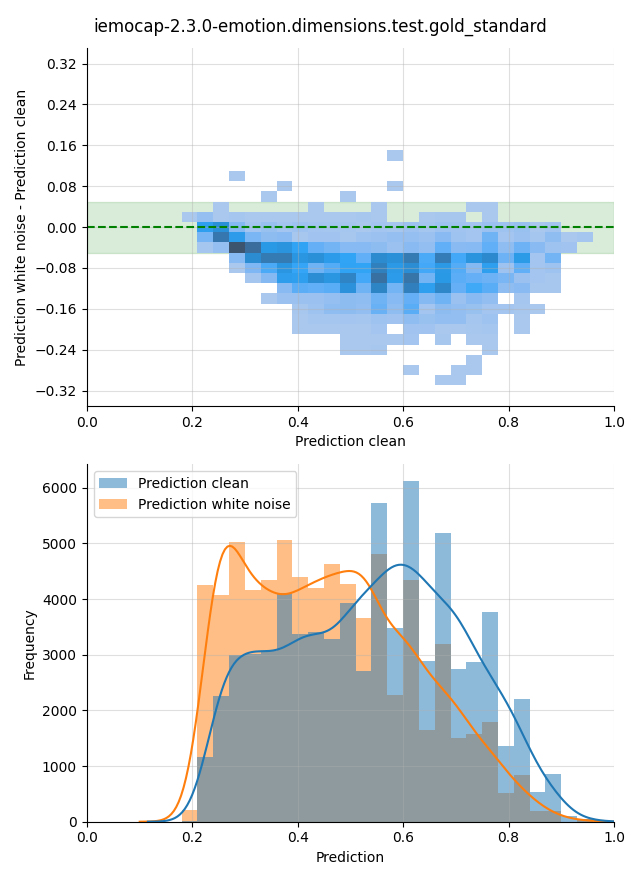 iemocap-2.3.0-emotion.dimensions.test.gold_standard
Prediction white noise - Prediction clean
0.32
0.24
0.16
0.08
0.00
−0.08
−0.16
−0.24
−0.32
0.0 0.2 0.4 0.6 0.8 1.0
Prediction clean
Frequency
Prediction clean
Prediction white noise
6000
5000
4000
3000
2000
1000
0
0.0 0.2 0.4 0.6 0.8 1.0
Prediction